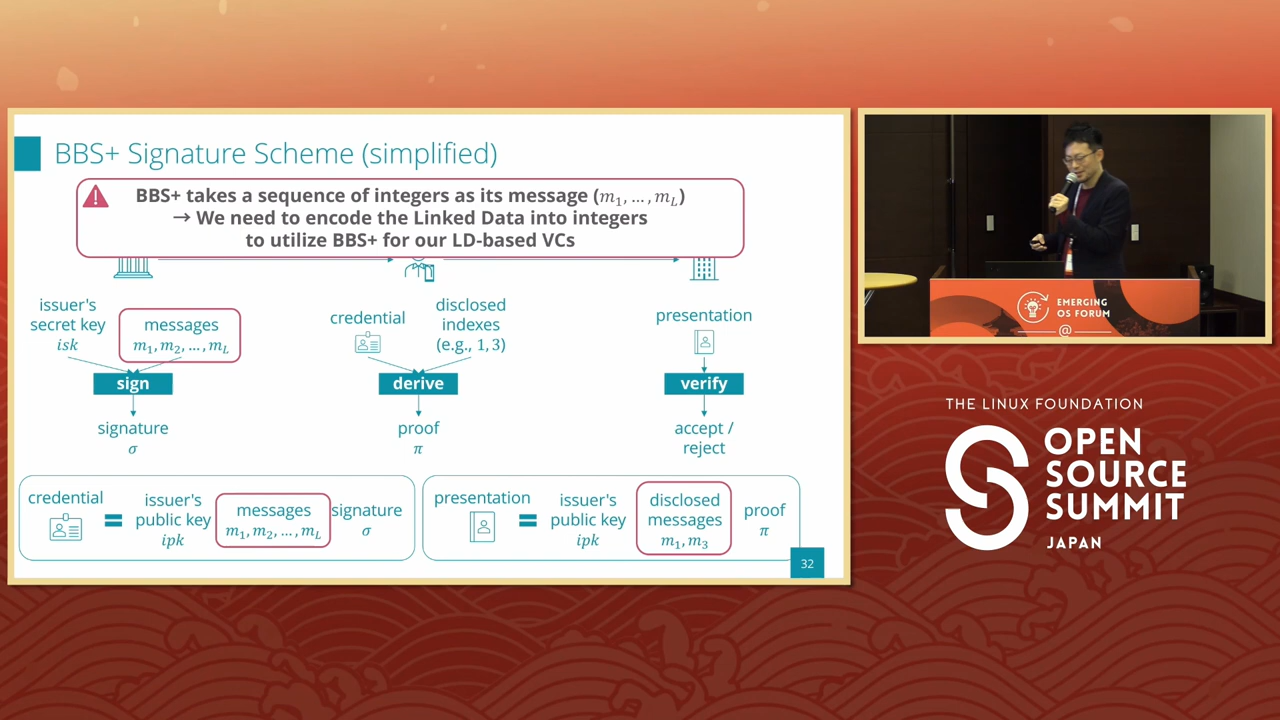 BBS+ Signature Scheme (simplified)
BBS+ takes a sequence of integers as its message (m₁, … , m_L)
→ We need to encode the Linked Data into integers
to utilize BBS+ for our LD-based VCs
issuer's
secret key
isk
messages
m₁, m₂, … , m_L
sign
signature
σ
credential
disclosed
indexes
(e.g., 1, 3)
derive
proof
π
presentation
verify
accept /
reject
credential
=
issuer's
public key
ipk
messages
m₁, m₂, … , m_L
signature
σ
presentation
=
issuer's
public key
ipk
disclosed
messages
m₁, m₃
proof
π
32
EMERGING
OS FORUM
@
THE LINUX FOUNDATION
OPEN
SOURCE
SUMMIT
JAPAN